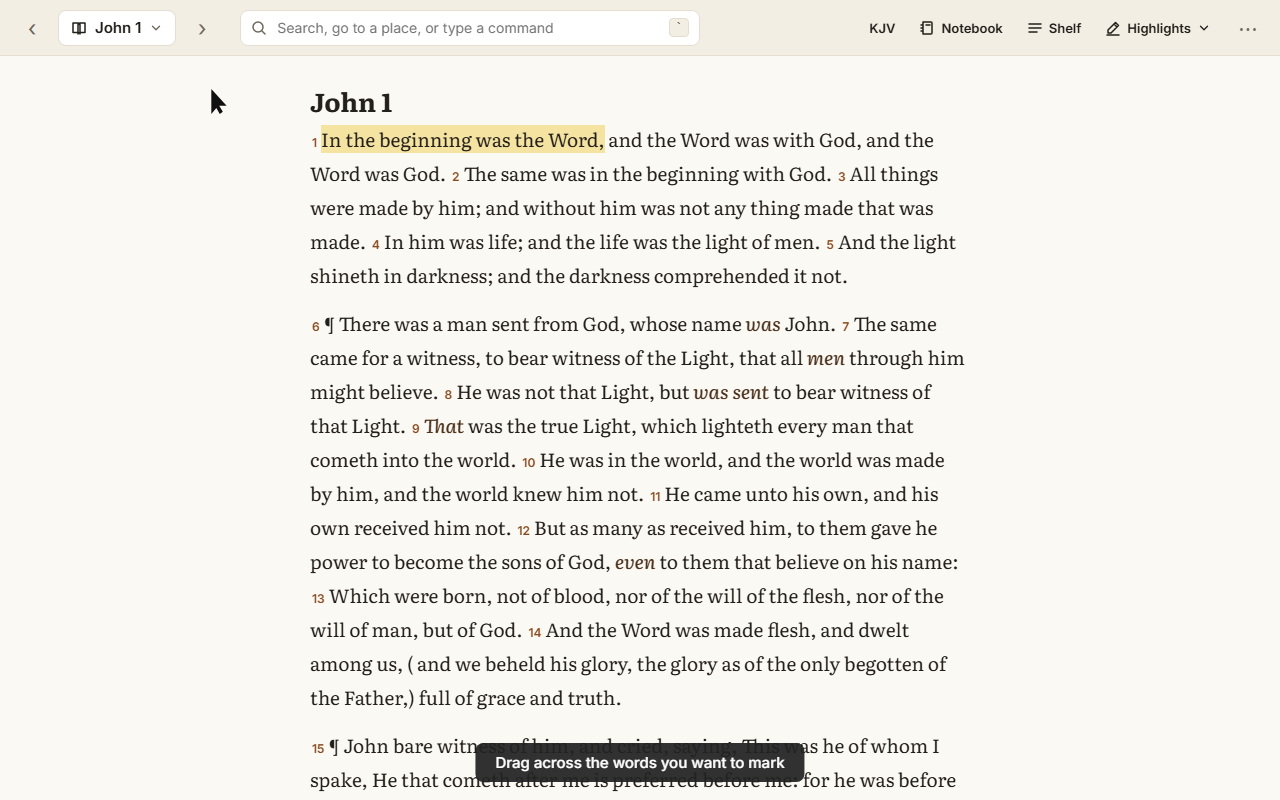 John 1
Search, go to a place, or type a command `
KJV
Notebook
Shelf
Highlights
John 1
1 In the beginning was the Word, and the Word was with God, and the
Word was God. 2 The same was in the beginning with God. 3 All things
were made by him; and without him was not any thing made that was
made. 4 In him was life; and the life was the light of men. 5 And the light
shineth in darkness; and the darkness comprehended it not.
6 ¶ There was a man sent from God, whose name was John. 7 The same
came for a witness, to bear witness of the Light, that all men through him
might believe. 8 He was not that Light, but was sent to bear witness of
that Light. 9 That was the true Light, which lighteth every man that
cometh into the world. 10 He was in the world, and the world was made
by him, and the world knew him not. 11 He came unto his own, and his
own received him not. 12 But as many as received him, to them gave he
power to become the sons of God, even to them that believe on his name:
13 Which were born, not of blood, nor of the will of the flesh, nor of the
will of man, but of God. 14 And the Word was made flesh, and dwelt
among us, ( and we beheld his glory, the glory as of the only begotten of
the Father,) full of grace and truth.
15 ¶ John bare witness of him, and cried, saying, This was he of whom I
spake, He that cometh after me is preferred before me: for he was before
Drag across the words you want to mark